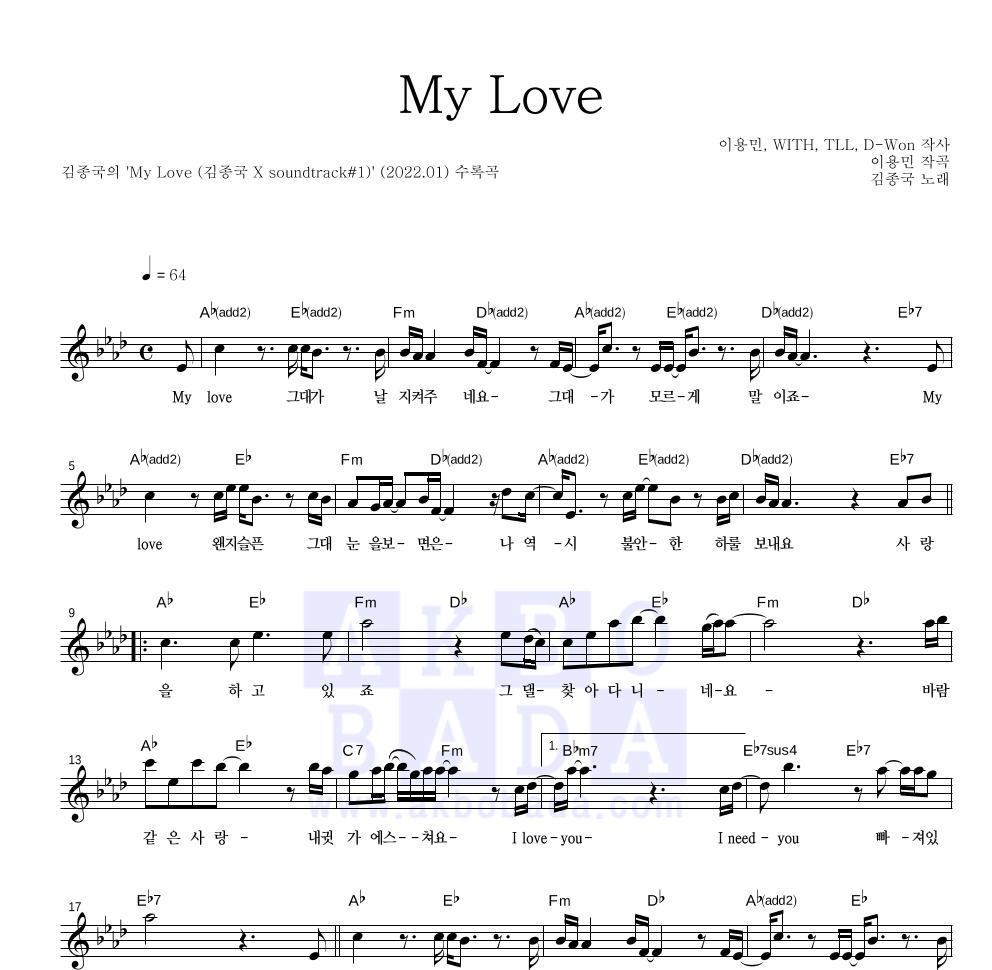 My Love
이용민, WITH, TLL, D-Won 작사
이용민 작곡
김종국의 'My Love (김종국 X soundtrack#1)' (2022.01) 수록곡
김종국 노래
= 64
A♭(add2) E♭(add2) Fm D♭(add2) A♭(add2) E♭(add2) D♭(add2) E♭7
My love 그대가 날 지켜주 네요- 그대 -가 모르-게 말 이죠- My
5 A♭(add2) E♭ Fm D♭(add2) A♭(add2) E♭(add2) D♭(add2) E♭7
love 왠지슬픈 그대 눈 을보- 면은- 나 역 -시 불안- 한 하룰 보내요 사 랑
9 A♭ E♭ Fm D♭ A♭ E♭ Fm D♭
을 하 고 있 죠 그 댈- 찾 아 다 니 - 네-요 - 바람
13 A♭ E♭ C7 Fm 1. B♭m7 E♭7sus4 E♭7
같 은 사 랑 - 내귓 가 에스- -쳐요- I love -you- I need - you 빠 -져있
17 E♭7 A♭ E♭ Fm D♭ A♭(add2) E♭
AKBO
BADA
www.akbobada.com